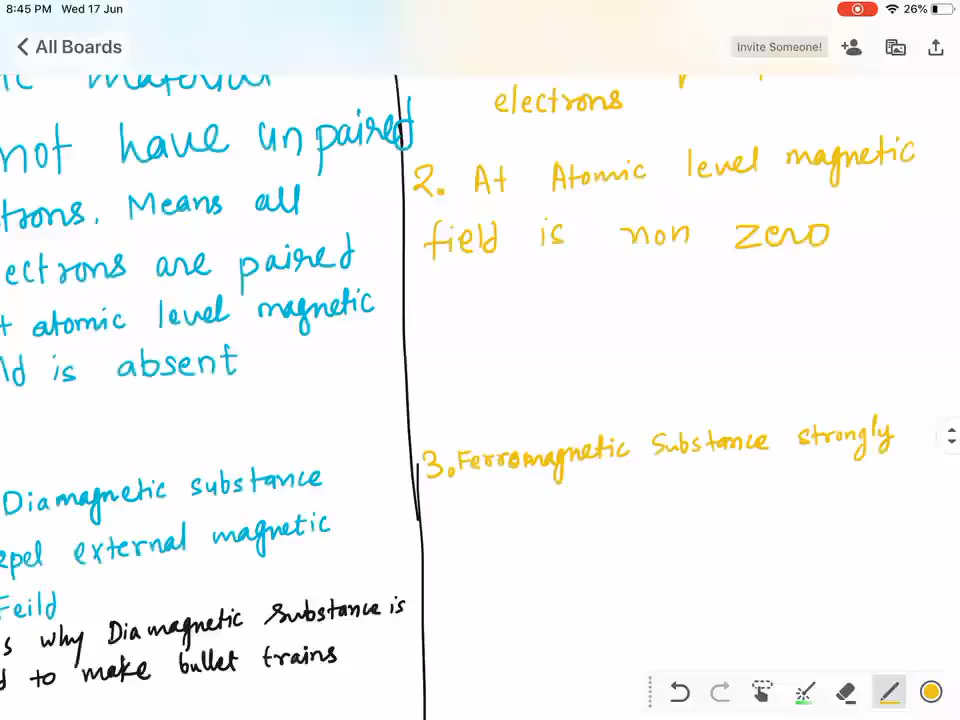 8:45 PM Wed 17 Jun
26%
All Boards
Invite Someone!
material
not have unpaired
trons. Means all
ectrons are paired
t atomic level magnetic
ld is absent
Diamagnetic substance
epel external magnetic
Feild
s why Diamagnetic Substance is
d to make bullet trains
electrons
2. At Atomic level magnetic
field is non zero
3. Ferromagnetic Substance strongly